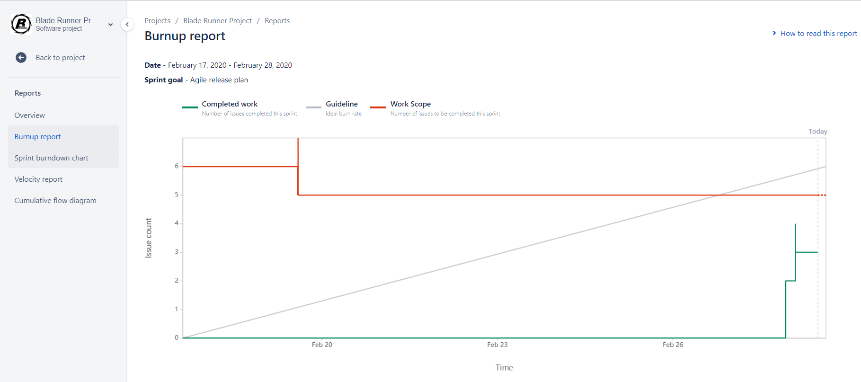 Blade Runner Pr
Software project
Back to project
Reports
Overview
Burnup report
Sprint burndown chart
Velocity report
Cumulative flow diagram
Projects / Blade Runner Project / Reports
Burnup report
How to read this report
Date - February 17, 2020 - February 28, 2020
Sprint goal - Agile release plan
Completed work
Number of issues completed this sprint
Guideline
Ideal burn rate
Work Scope
Number of issues to be completed this sprint
Today
6
5
4
3
2
1
0
Issue count
Feb 20
Feb 23
Feb 26
Time